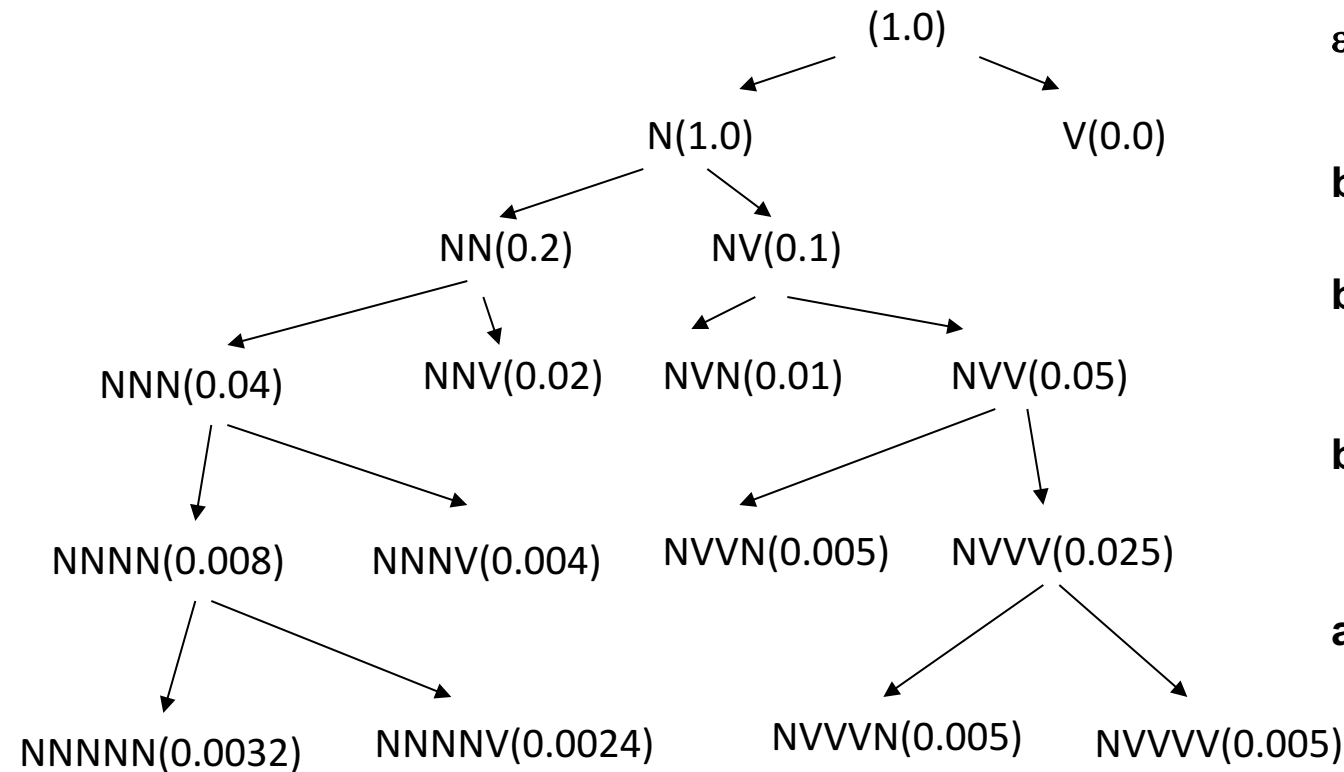 (1.0)
N(1.0) V(0.0)
b
NN(0.2) NV(0.1)
b
NNN(0.04) NNV(0.02) NVN(0.01) NVV(0.05)
b
NNNN(0.008) NNNV(0.004) NVVN(0.005) NVVV(0.025)
a
NNNNN(0.0032) NNNNV(0.0024) NVVVN(0.005) NVVVV(0.005)